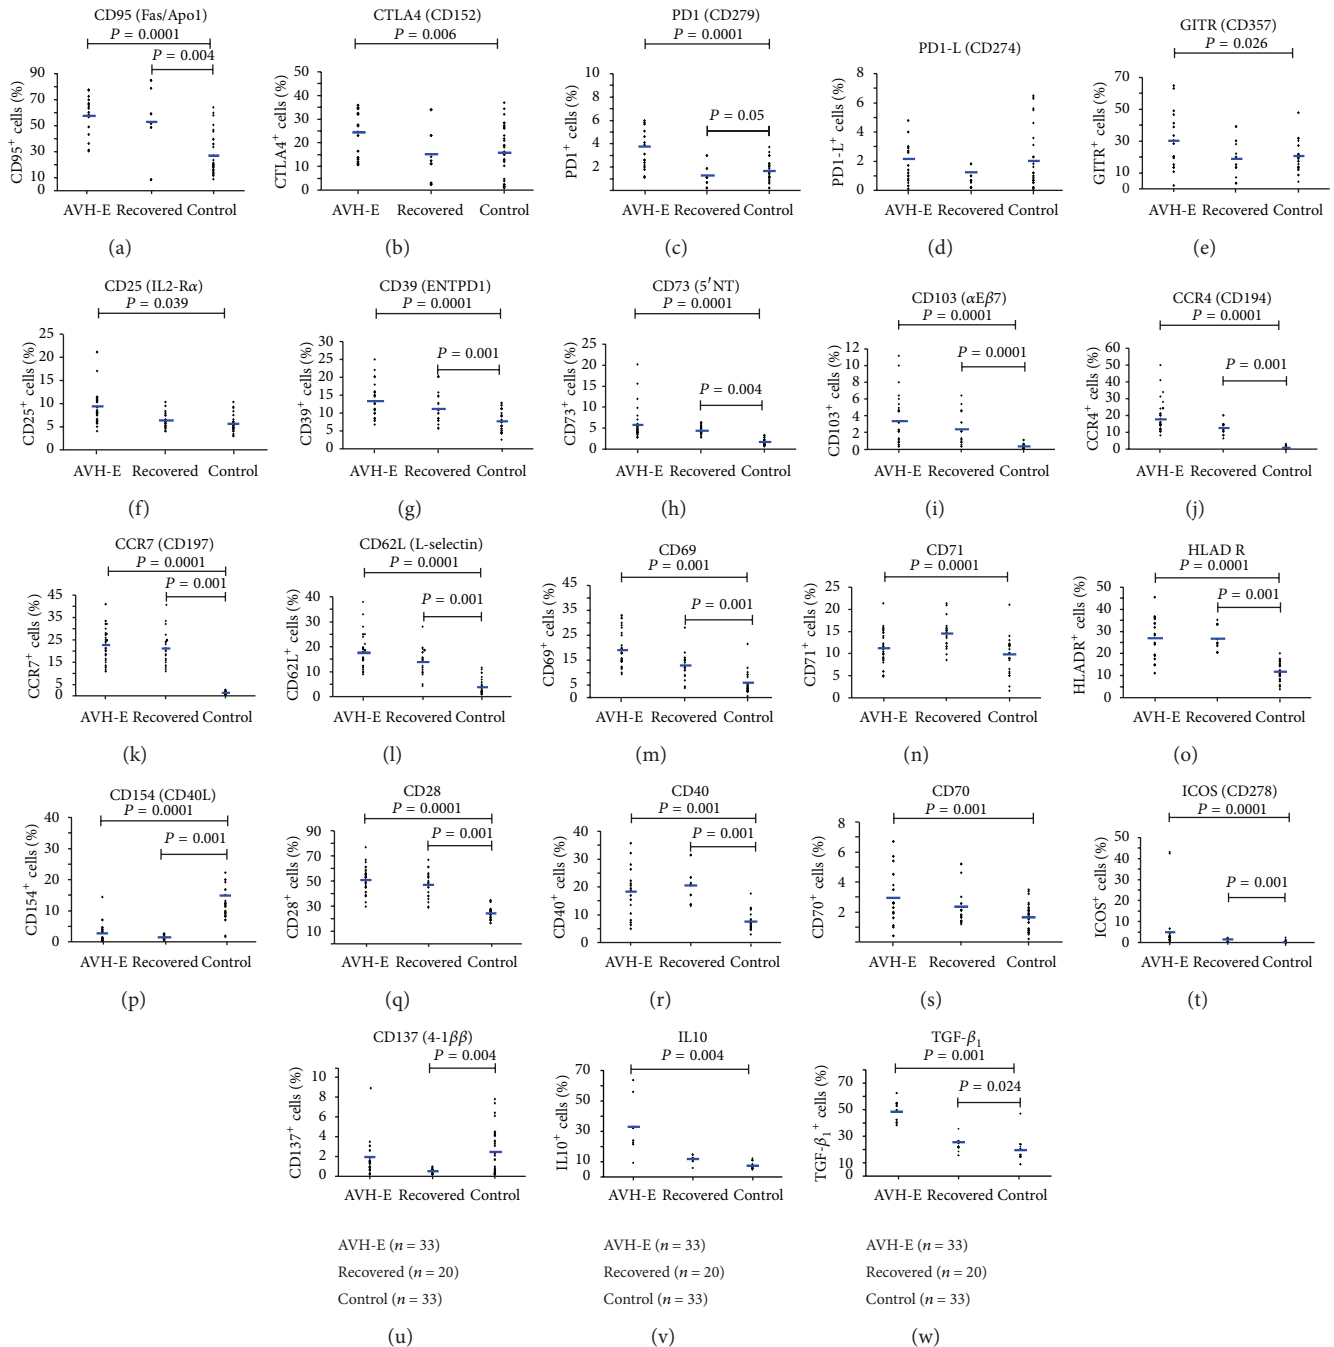 CD95 (Fas/Apo1)
P = 0.0001
P = 0.004
CD95+ cells (%)
90
70
50
30
10
0
AVH-E Recovered Control
(a)
CTLA4 (CD152)
P = 0.006
CTLA4+ cells (%)
50
40
30
20
10
0
AVH-E Recovered Control
(b)
PD1 (CD279)
P = 0.0001
P = 0.05
PD1+ cells (%)
10
8
6
4
2
AVH-E Recovered Control
(c)
PD1-L (CD274)
PD1-L+ cells (%)
8
6
4
2
0
AVH-E Recovered Control
(d)
GITR (CD357)
P = 0.026
GITR+ cells (%)
70
50
30
10
0
AVH-E Recovered Control
(e)
CD25 (IL2-Rα)
P = 0.039
CD25+ cells (%)
25
20
15
10
5
0
AVH-E Recovered Control
(f)
CD39 (ENTPD1)
P = 0.0001
P = 0.001
CD39+ cells (%)
30
25
20
15
10
5
0
AVH-E Recovered Control
(g)
CD73 (5′NT)
P = 0.0001
P = 0.004
CD73+ cells (%)
25
20
15
10
5
0
AVH-E Recovered Control
(h)
CD103 (αEβ7)
P = 0.0001
P = 0.0001
CD103+ cells (%)
12
10
8
6
4
2
0
AVH-E Recovered Control
(i)
CCR4 (CD194)
P = 0.0001
P = 0.001
CCR4+ cells (%)
60
50
40
30
20
10
0
AVH-E Recovered Control
(j)
CCR7 (CD197)
P = 0.0001
P = 0.001
CCR7+ cells (%)
45
35
25
15
5
0
AVH-E Recovered Control
(k)
CD62L (L-selectin)
P = 0.0001
P = 0.001
CD62L+ cells (%)
40
30
20
10
0
AVH-E Recovered Control
(l)
CD69
P = 0.001
P = 0.001
CD69+ cells (%)
45
35
25
15
5
0
AVH-E Recovered Control
(m)
CD71
P = 0.0001
CD71+ cells (%)
25
20
15
10
5
0
AVH-E Recovered Control
(n)
HLAD R
P = 0.0001
P = 0.001
HLADR+ cells (%)
50
40
30
20
10
0
AVH-E Recovered Control
(o)
CD154 (CD40L)
P = 0.0001
P = 0.001
CD154+ cells (%)
40
30
20
10
0
AVH-E Recovered Control
(p)
CD28
P = 0.0001
P = 0.001
CD28+ cells (%)
90
70
50
30
10
AVH-E Recovered Control
(q)
CD40
P = 0.001
P = 0.001
CD40+ cells (%)
40
30
20
10
0
AVH-E Recovered Control
(r)
CD70
P = 0.001
CD70+ cells (%)
8
6
4
2
AVH-E Recovered Control
(s)
ICOS (CD278)
P = 0.0001
P = 0.001
ICOS+ cells (%)
50
40
30
20
10
0
AVH-E Recovered Control
(t)
CD137 (4-1ββ)
P = 0.004
CD137+ cells (%)
10
8
6
4
2
0
AVH-E Recovered Control
AVH-E (n = 33)
Recovered (n = 20)
Control (n = 33)
(u)
IL10
P = 0.004
IL10+ cells (%)
70
50
30
10
0
AVH-E Recovered Control
AVH-E (n = 33)
Recovered (n = 20)
Control (n = 33)
(v)
TGF-β1
P = 0.001
P = 0.024
TGF-β1+ cells (%)
70
50
30
10
0
AVH-E Recovered Control
AVH-E (n = 33)
Recovered (n = 20)
Control (n = 33)
(w)